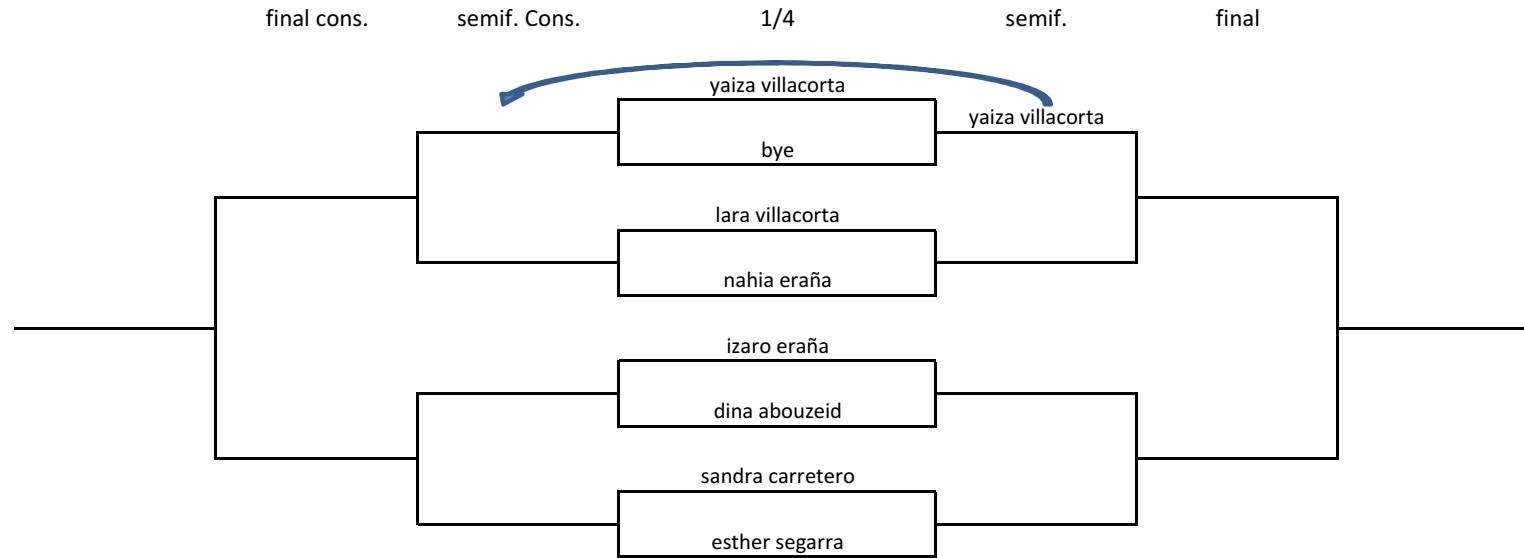 final cons. semif. Cons. 1/4 semif. final
yaiza villacorta
yaiza villacorta
bye
lara villacorta
nahia eraña
izaro eraña
dina abouzeid
sandra carretero
esther segarra